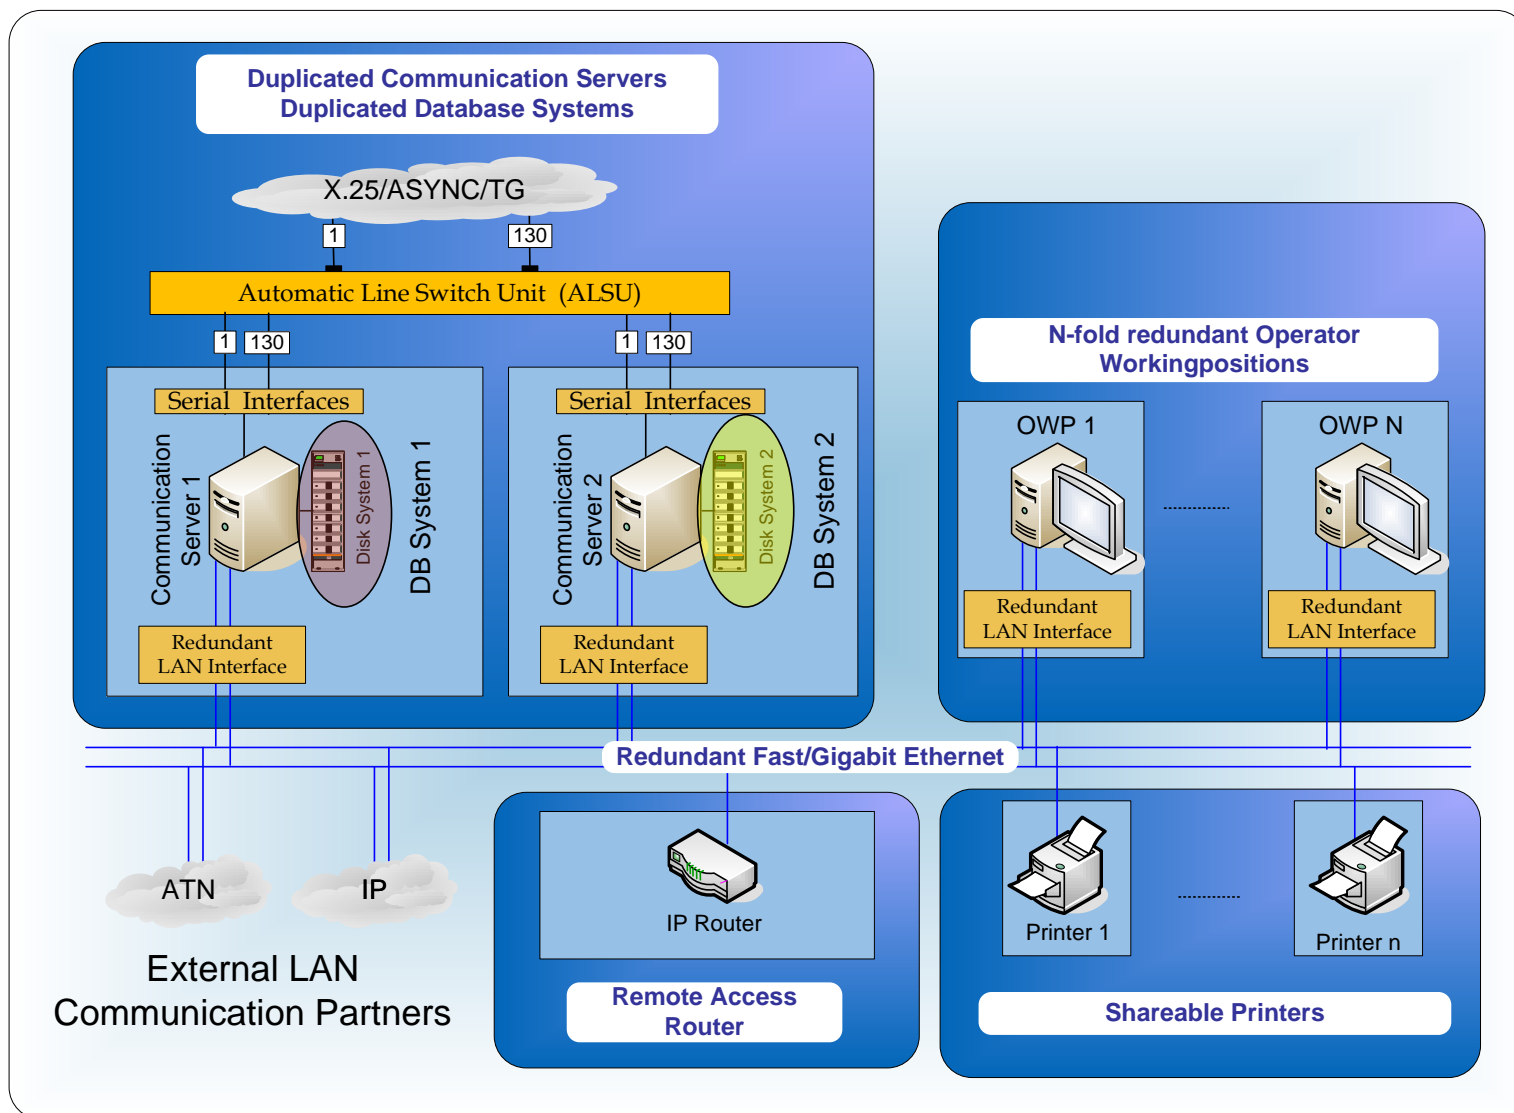 Duplicated Communication Servers
Duplicated Database Systems
X.25/ASYNC/TG
1
130
Automatic Line Switch Unit (ALSU)
1
130
1
130
Serial Interfaces
Communication
Server 1
Disk System 1
DB System 1
Redundant
LAN Interface
Serial Interfaces
Communication
Server 2
Disk System 2
DB System 2
Redundant
LAN Interface
N-fold redundant Operator
Workingpositions
OWP 1
Redundant
LAN Interface
OWP N
Redundant
LAN Interface
Redundant Fast/Gigabit Ethernet
ATN
IP
External LAN
Communication Partners
IP Router
Remote Access
Router
Printer 1
Printer n
Shareable Printers